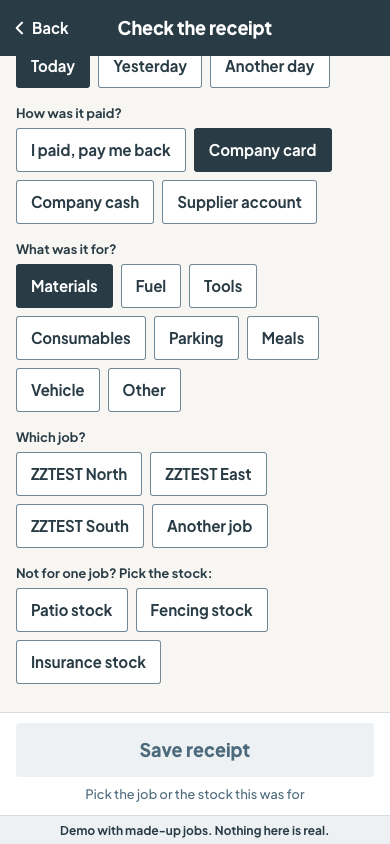 Back Check the receipt
Today Yesterday Another day
How was it paid?
I paid, pay me back Company card
Company cash Supplier account
What was it for?
Materials Fuel Tools
Consumables Parking Meals
Vehicle Other
Which job?
ZZTEST North ZZTEST East
ZZTEST South Another job
Not for one job? Pick the stock:
Patio stock Fencing stock
Insurance stock
Save receipt
Pick the job or the stock this was for
Demo with made-up jobs. Nothing here is real.